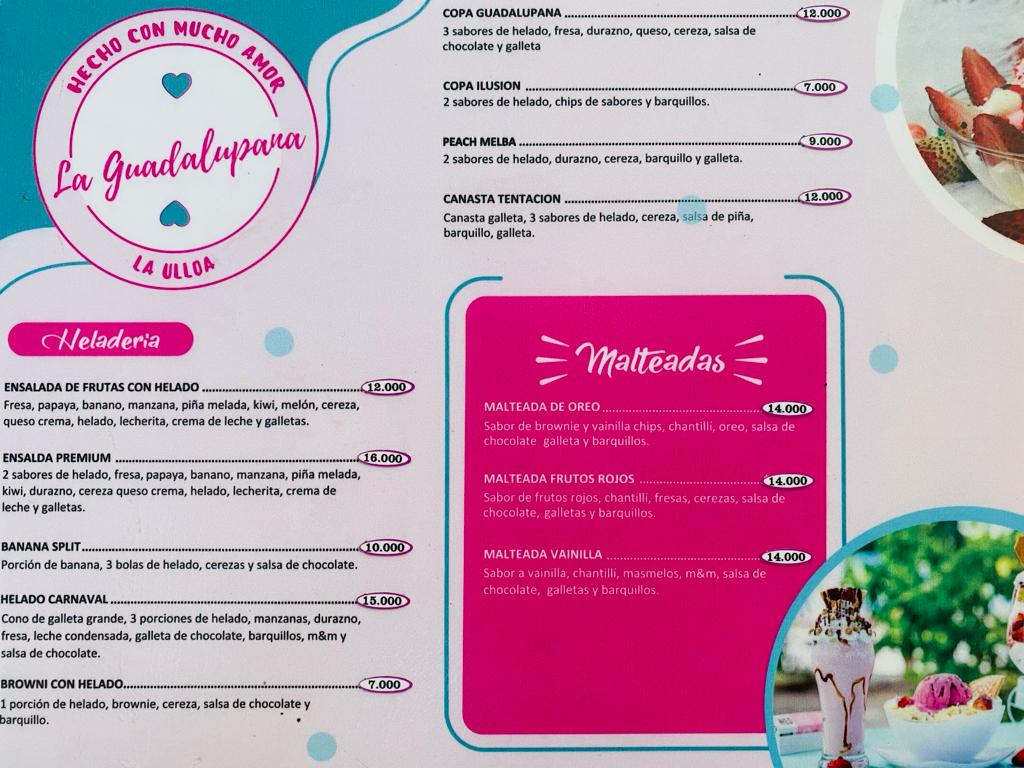 HECHO CON MUCHO AMOR
La Guadalupana
LA ULLOA
Heladeria
ENSALADA DE FRUTAS CON HELADO 12.000
Fresa, papaya, banano, manzana, piña melada, kiwi, melón, cereza,
queso crema, helado, lecherita, crema de leche y galletas.
ENSALDA PREMIUM 16.000
2 sabores de helado, fresa, papaya, banano, manzana, piña melada,
kiwi, durazno, cereza queso crema, helado, lecherita, crema de
leche y galletas.
BANANA SPLIT 10.000
Porción de banana, 3 bolas de helado, cerezas y salsa de chocolate.
HELADO CARNAVAL 15.000
Cono de galleta grande, 3 porciones de helado, manzanas, durazno,
fresa, leche condensada, galleta de chocolate, barquillos, m&m y
salsa de chocolate.
BROWNI CON HELADO 7.000
1 porción de helado, brownie, cereza, salsa de chocolate y
barquillo.
COPA GUADALUPANA 12.000
3 sabores de helado, fresa, durazno, queso, cereza, salsa de
chocolate y galleta
COPA ILUSION 7.000
2 sabores de helado, chips de sabores y barquillos.
PEACH MELBA 9.000
2 sabores de helado, durazno, cereza, barquillo y galleta.
CANASTA TENTACION 12.000
Canasta galleta, 3 sabores de helado, cereza, salsa de piña,
barquillo, galleta.
Malteadas
MALTEADA DE OREO 14.000
Sabor de brownie y vainilla chips, chantillí, oreo, salsa de
chocolate galleta y barquillos.
MALTEADA FRUTOS ROJOS 14.000
Sabor de frutos rojos, chantilli, fresas, cerezas, salsa de
chocolate, galletas y barquillos.
MALTEADA VAINILLA 14.000
Sabor a vainilla, chantillí, masmelos, m&m, salsa de
chocolate, galletas y barquillos.